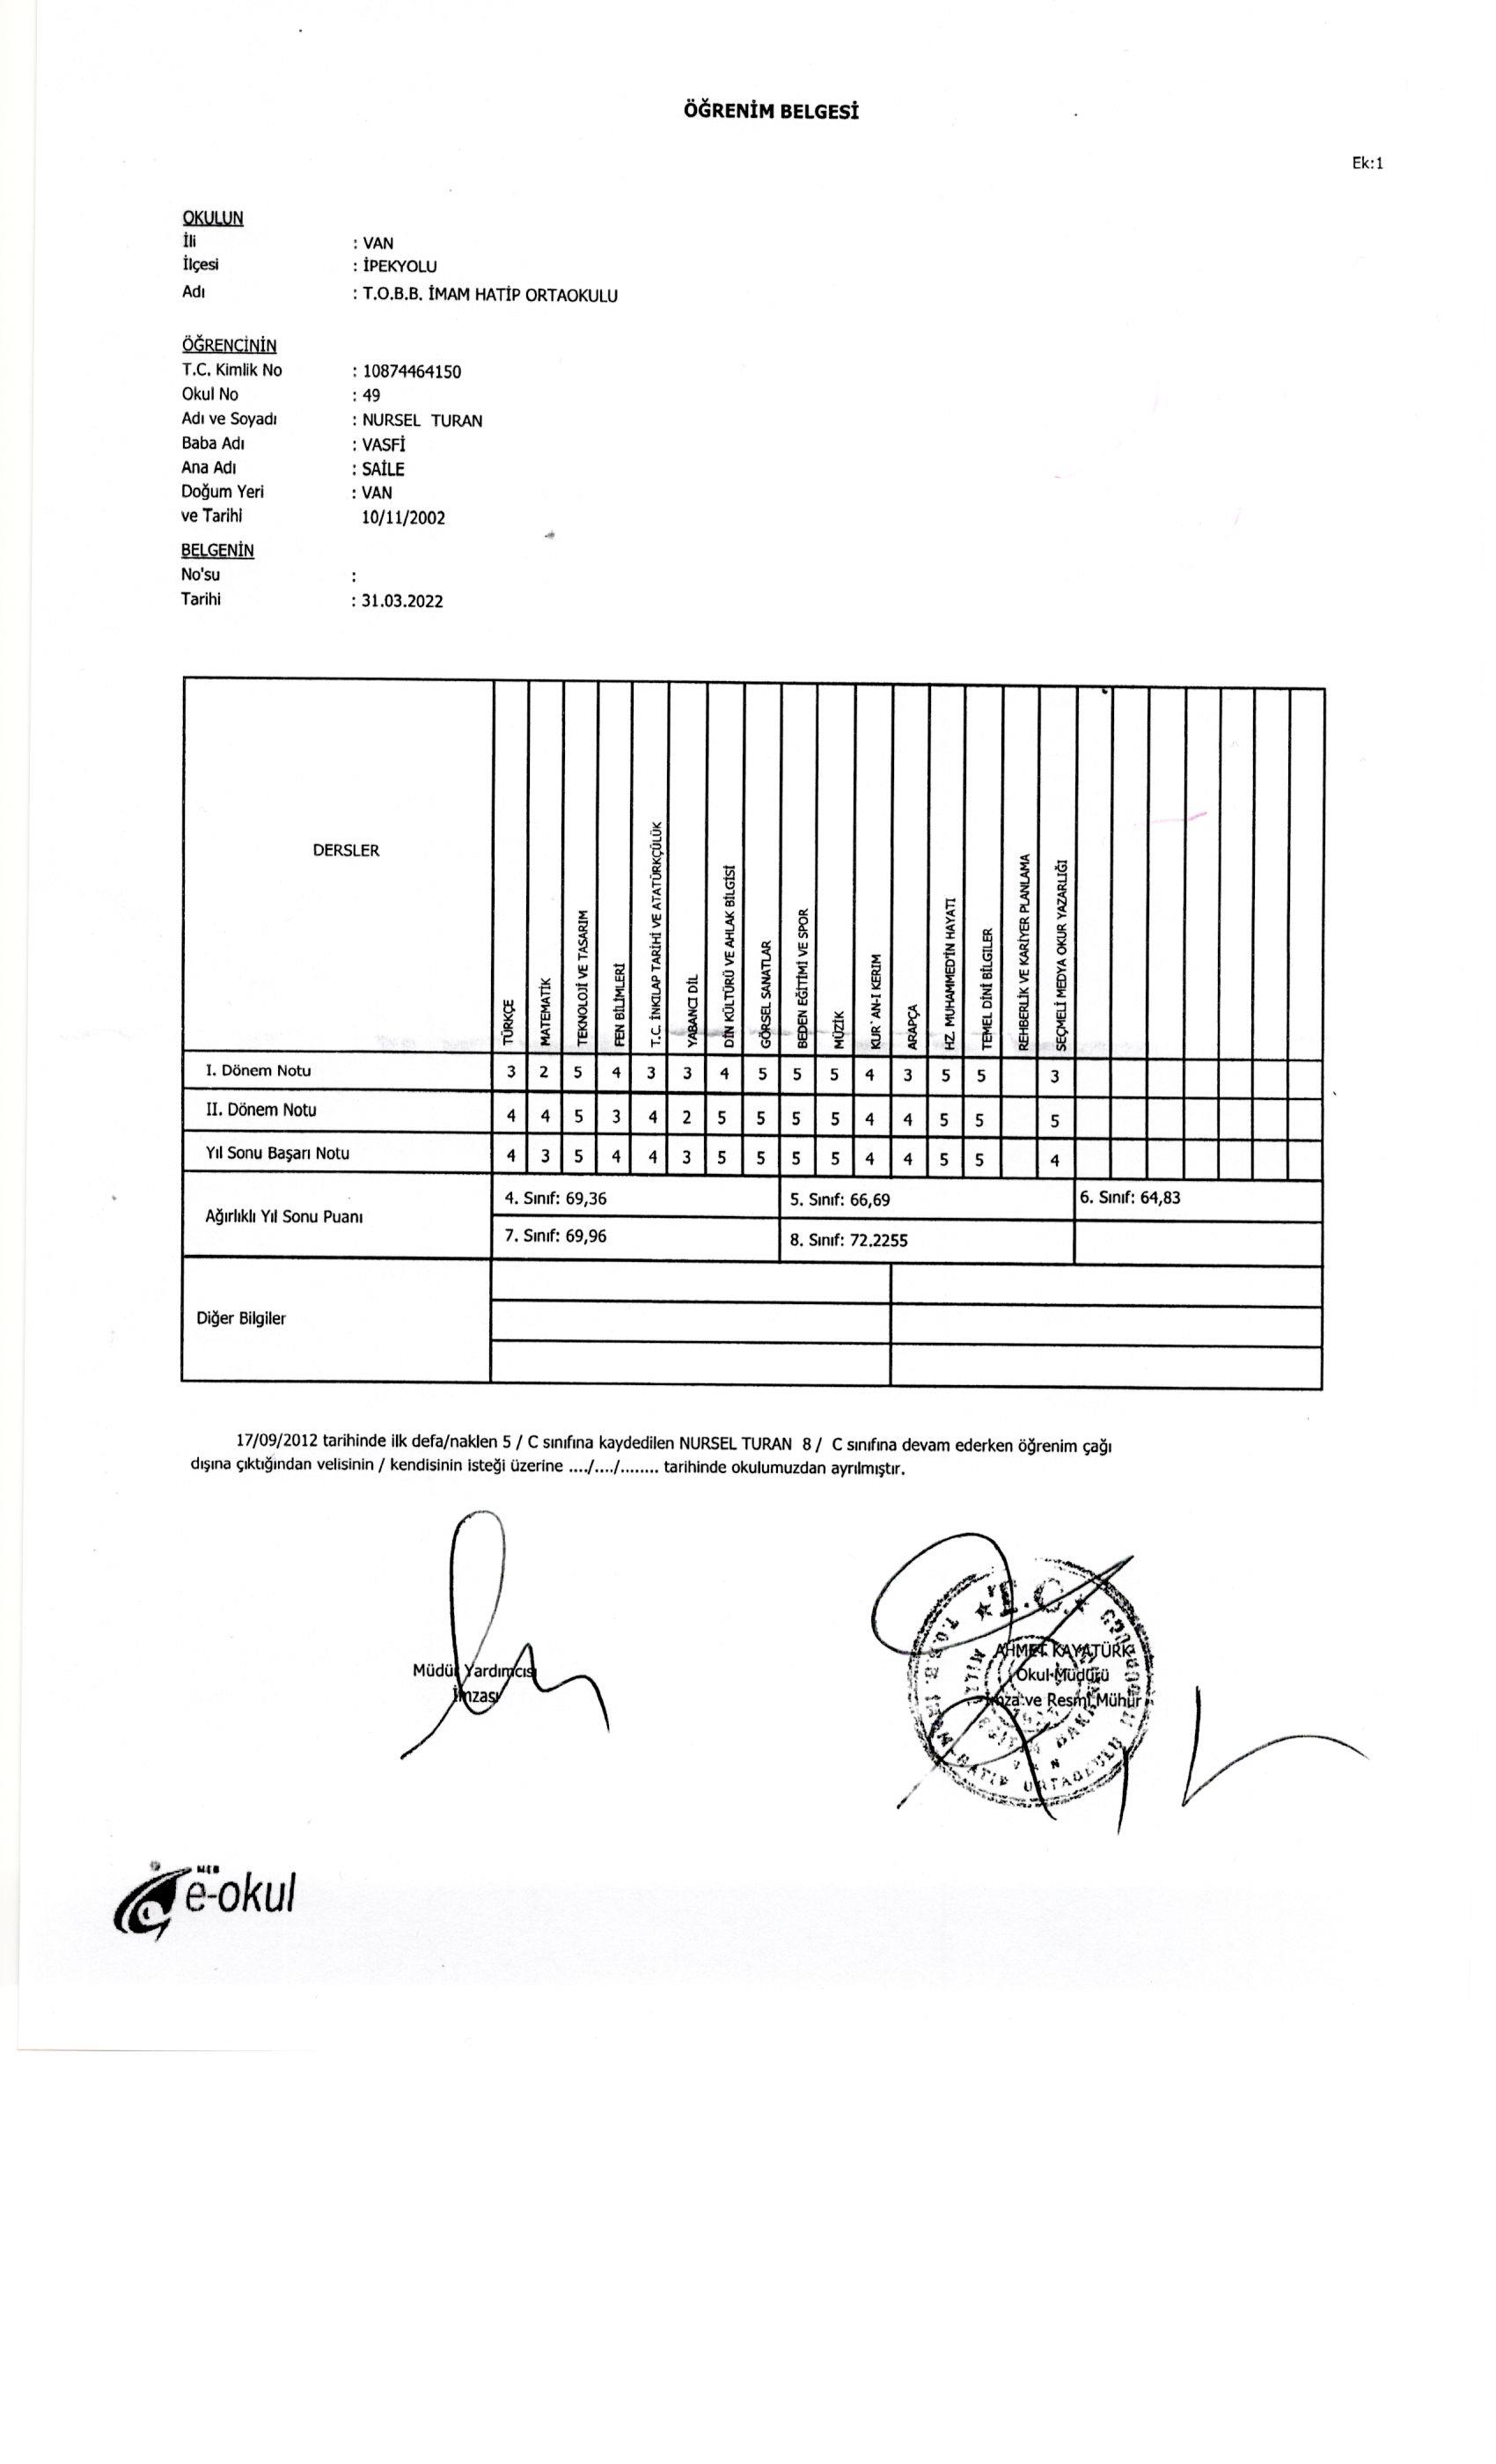 ÖĞRENİM BELGESİ
Ek:1
OKULUN
İli : VAN
İlçesi : İPEKYOLU
Adı : T.O.B.B. İMAM HATİP ORTAOKULU
ÖĞRENCİNİN
T.C. Kimlik No : 10874464150
Okul No : 49
Adı ve Soyadı : NURSEL TURAN
Baba Adı : VASFİ
Ana Adı : SAİLE
Doğum Yeri : VAN
ve Tarihi 10/11/2002
BELGENİN
No'su :
Tarihi : 31.03.2022
DERSLER
TÜRKÇE
MATEMATİK
TEKNOLOJİ VE TASARIM
FEN BİLİMLERİ
T.C. İNKILAP TARİHİ VE ATATÜRKÇÜLÜK
YABANCI DİL
DİN KÜLTÜRÜ VE AHLAK BİLGİSİ
GÖRSEL SANATLAR
BEDEN EĞİTİMİ VE SPOR
MÜZİK
KUR`AN-I KERIM
ARAPÇA
HZ. MUHAMMED'İN HAYATI
TEMEL DİNİ BİLGILER
REHBERLİK VE KARİYER PLANLAMA
SEÇMELİ MEDYA OKUR YAZARLIĞI
I. Dönem Notu 3 2 5 4 3 3 4 5 5 5 4 3 5 5 3
II. Dönem Notu 4 4 5 3 4 2 5 5 5 5 4 4 5 5 5
Yıl Sonu Başarı Notu 4 3 5 4 4 3 5 5 5 5 4 4 5 5 4
Ağırlıklı Yıl Sonu Puanı
4. Sınıf: 69,36 5. Sınıf: 66,69 6. Sınıf: 64,83
7. Sınıf: 69,96 8. Sınıf: 72.2255
Diğer Bilgiler
17/09/2012 tarihinde ilk defa/naklen 5 / C sınıfına kaydedilen NURSEL TURAN 8 / C sınıfına devam ederken öğrenim çağı
dışına çıktığından velisinin / kendisinin isteği üzerine ..../..../........ tarihinde okulumuzdan ayrılmıştır.
Müdür Yardımcısı
İmzası
T.C.
AHMET KAYATÜRK
Okul Müdürü
İmza ve Resmi Mühür
T.O.B.B. İMAM HATİP ORTAOKULU
MEB
e-okul